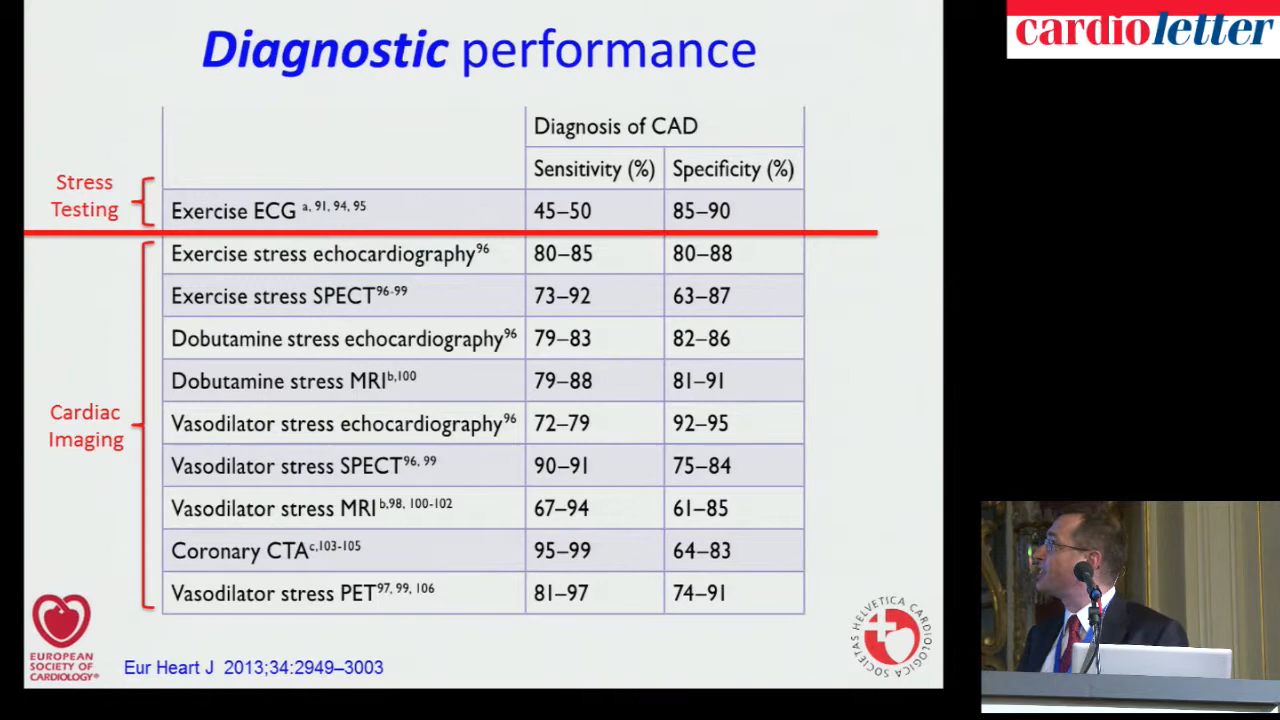 cardioletter
Diagnostic performance
Diagnosis of CAD
Sensitivity (%) Specificity (%)
Stress
Testing
Exercise ECG a, 91, 94, 95 45–50 85–90
Exercise stress echocardiography96 80–85 80–88
Exercise stress SPECT96-99 73–92 63–87
Dobutamine stress echocardiography96 79–83 82–86
Dobutamine stress MRIb,100 79–88 81–91
Cardiac
Imaging
Vasodilator stress echocardiography96 72–79 92–95
Vasodilator stress SPECT96, 99 90–91 75–84
Vasodilator stress MRIb,98, 100-102 67–94 61–85
Coronary CTAc,103-105 95–99 64–83
Vasodilator stress PET97, 99, 106 81–97 74–91
EUROPEAN
SOCIETY OF
CARDIOLOGY®
Eur Heart J 2013;34:2949–3003
SOCIETAS HELVETICA CARDIOLOGICA